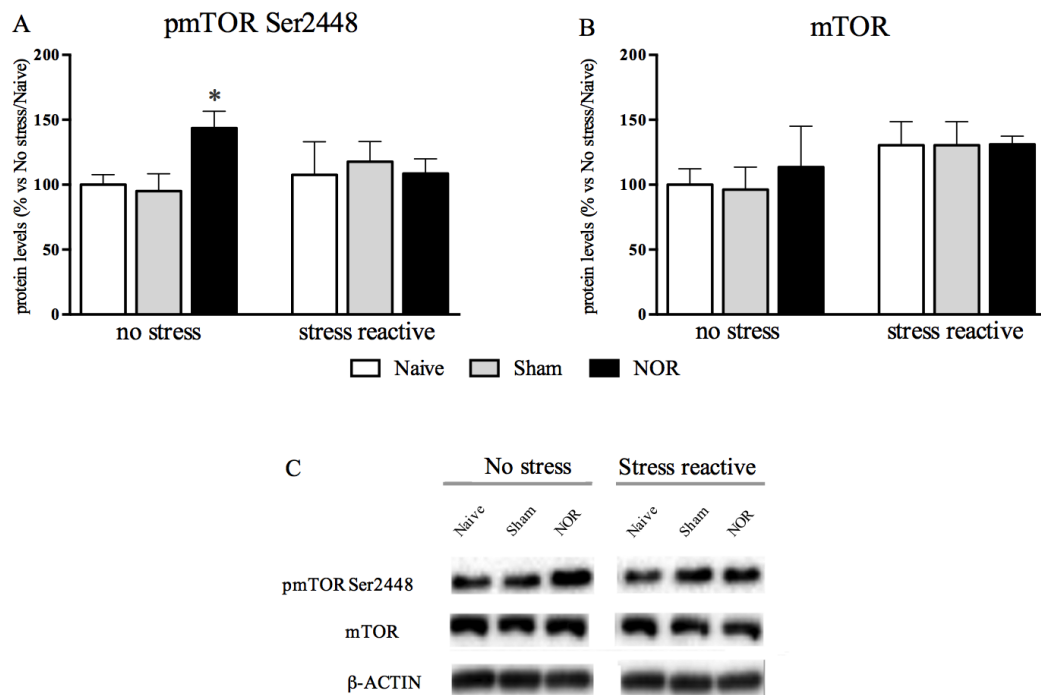 A
pmTOR Ser2448
protein levels (% vs No stress/Naive)
200
150
100
50
0
*
no stress
stress reactive
B
mTOR
protein levels (% vs No stress/Naive)
200
150
100
50
0
no stress
stress reactive
Naive Sham NOR
C
No stress Stress reactive
Naive Sham NOR Naive Sham NOR
pmTOR Ser2448
mTOR
β-ACTIN